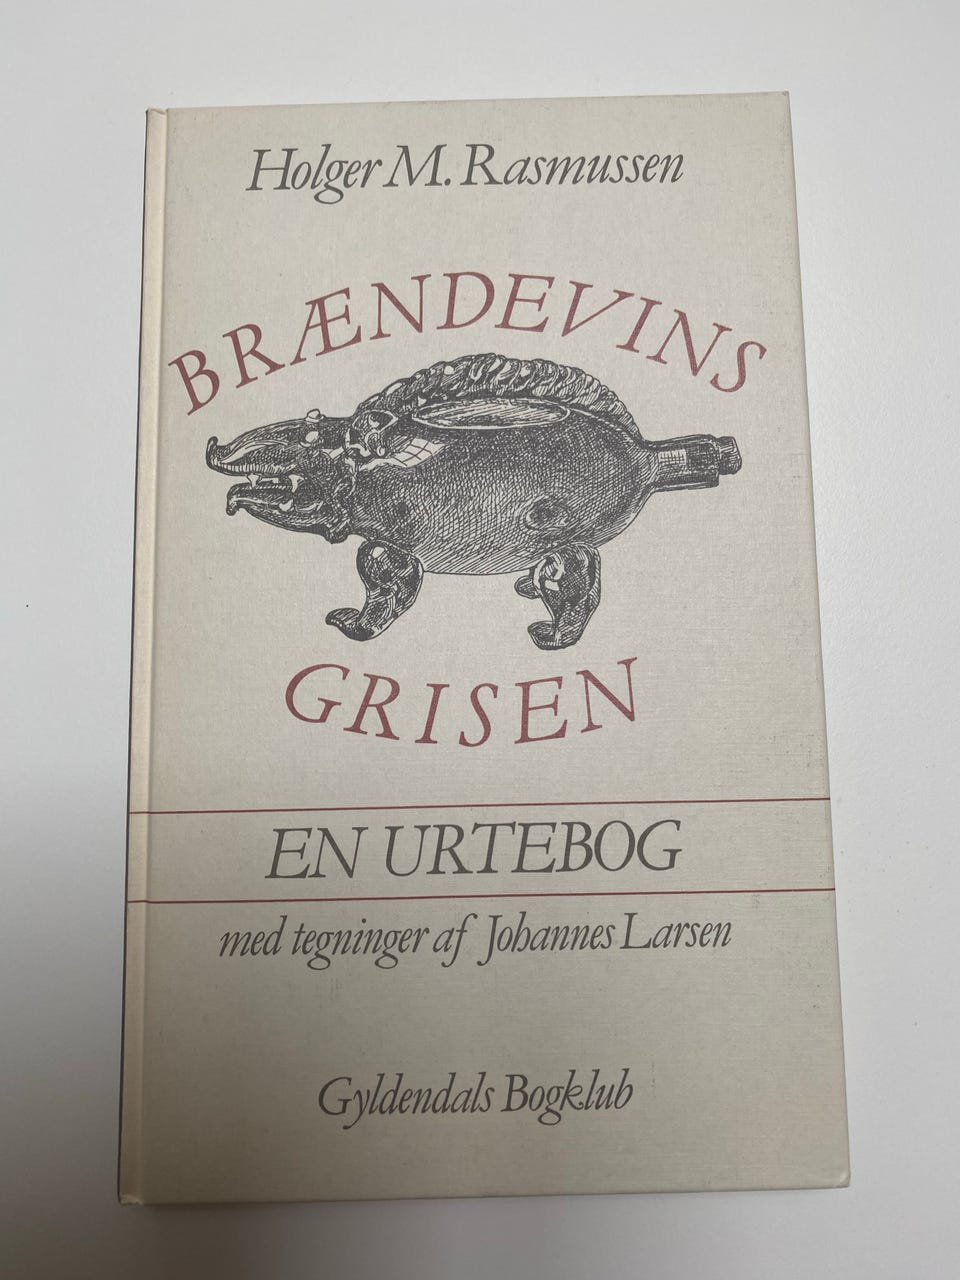 Holger M. Rasmussen
BRÆNDEVINS
GRISEN
EN URTEBOG
med tegninger af Johannes Larsen
Gyldendals Bogklub